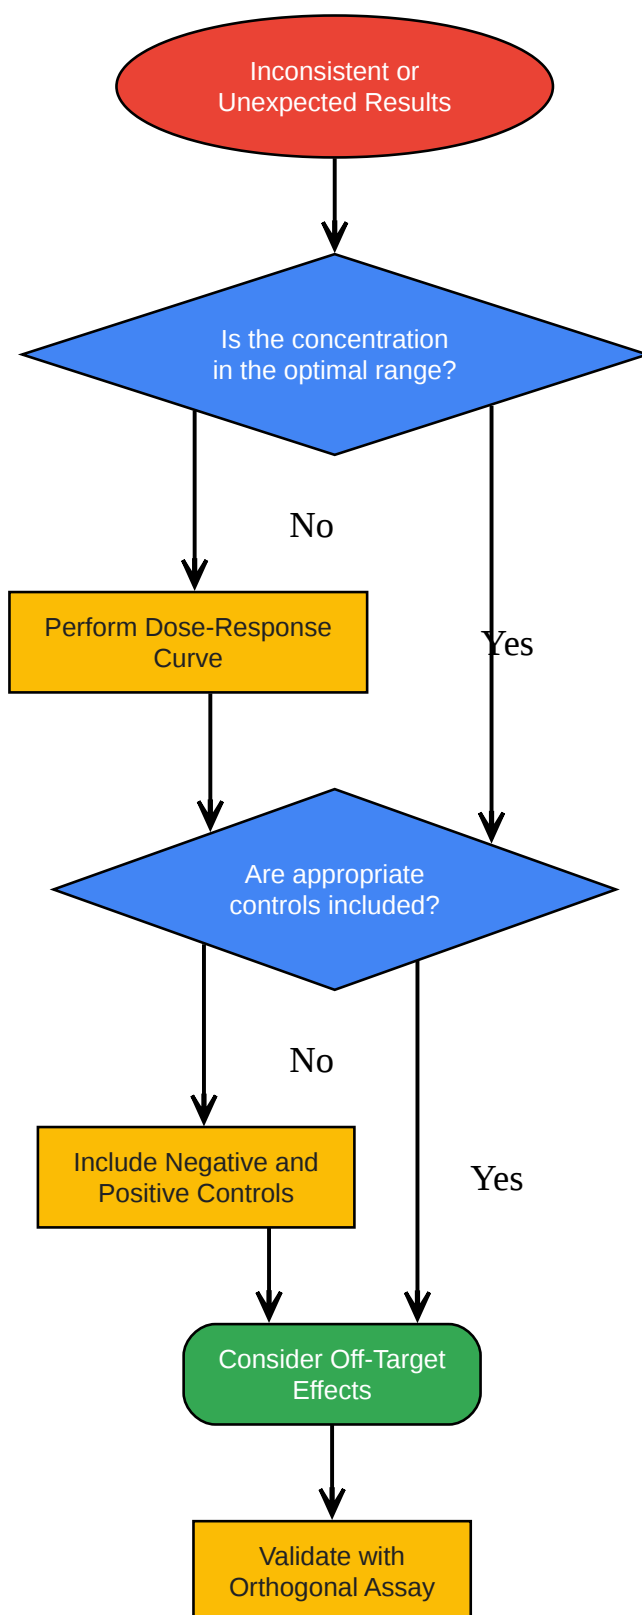 Inconsistent or
Unexpected Results
Is the concentration
in the optimal range?
No
Perform Dose-Response
Curve
Yes
Are appropriate
controls included?
No
Include Negative and
Positive Controls
Yes
Consider Off-Target
Effects
Validate with
Orthogonal Assay